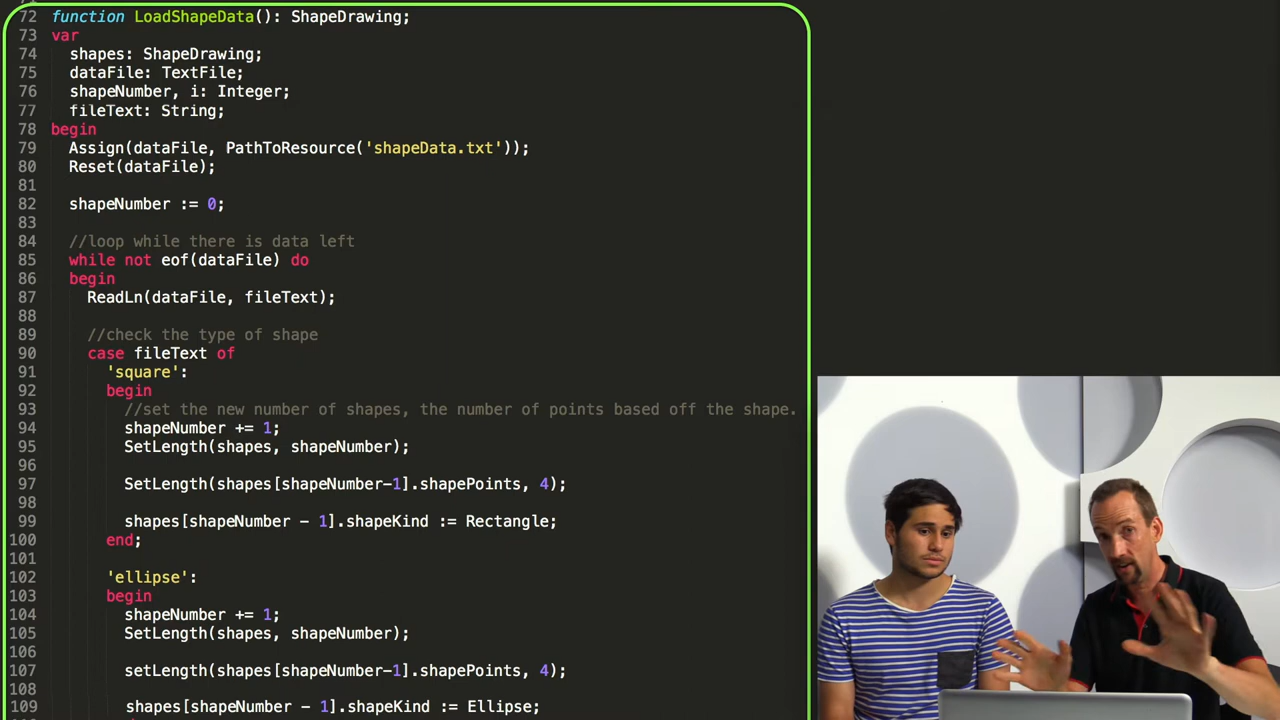 72 function LoadShapeData(): ShapeDrawing;
73 var
74 shapes: ShapeDrawing;
75 dataFile: TextFile;
76 shapeNumber, i: Integer;
77 fileText: String;
78 begin
79 Assign(dataFile, PathToResource('shapeData.txt'));
80 Reset(dataFile);
81
82 shapeNumber := 0;
83
84 //loop while there is data left
85 while not eof(dataFile) do
86 begin
87 ReadLn(dataFile, fileText);
88
89 //check the type of shape
90 case fileText of
91 'square':
92 begin
93 //set the new number of shapes, the number of points based off the shape.
94 shapeNumber += 1;
95 SetLength(shapes, shapeNumber);
96
97 SetLength(shapes[shapeNumber-1].shapePoints, 4);
98
99 shapes[shapeNumber - 1].shapeKind := Rectangle;
100 end;
101
102 'ellipse':
103 begin
104 shapeNumber += 1;
105 SetLength(shapes, shapeNumber);
106
107 setLength(shapes[shapeNumber-1].shapePoints, 4);
108
109 shapes[shapeNumber - 1].shapeKind := Ellipse;